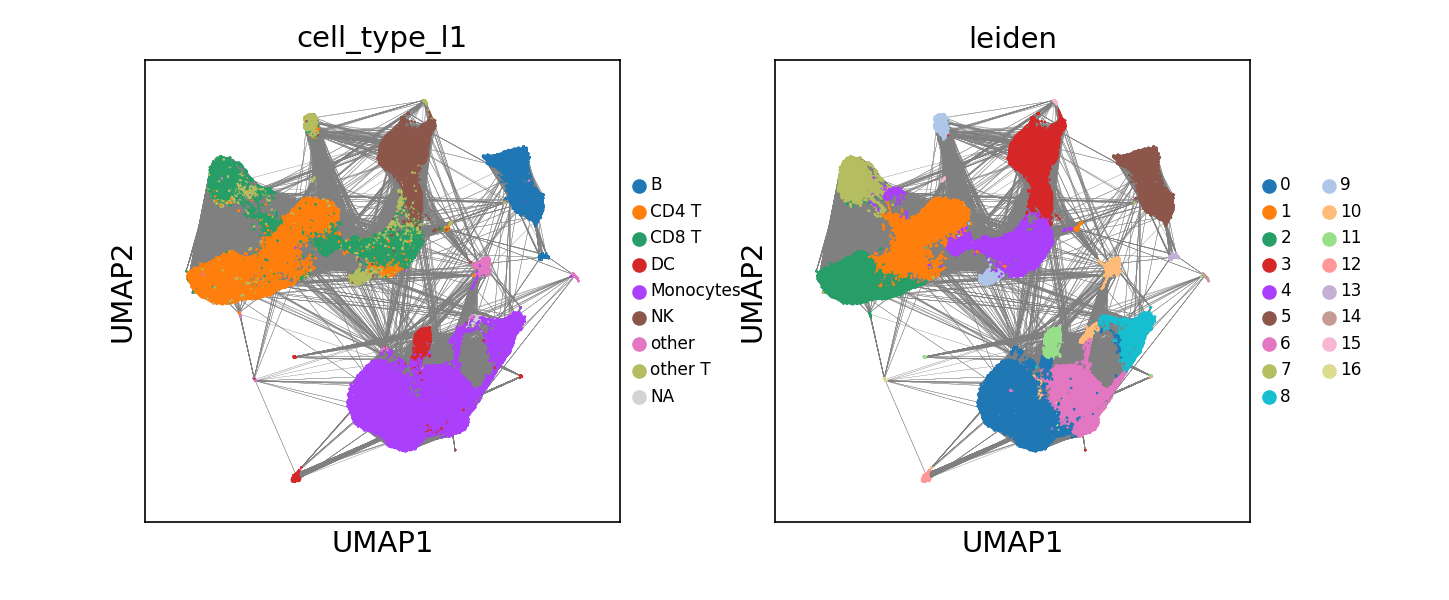 cell_type_l1
UMAP2
UMAP1
B
CD4 T
CD8 T
DC
Monocytes
NK
other
other T
NA
leiden
UMAP2
UMAP1
0
1
2
3
4
5
6
7
8
9
10
11
12
13
14
15
16